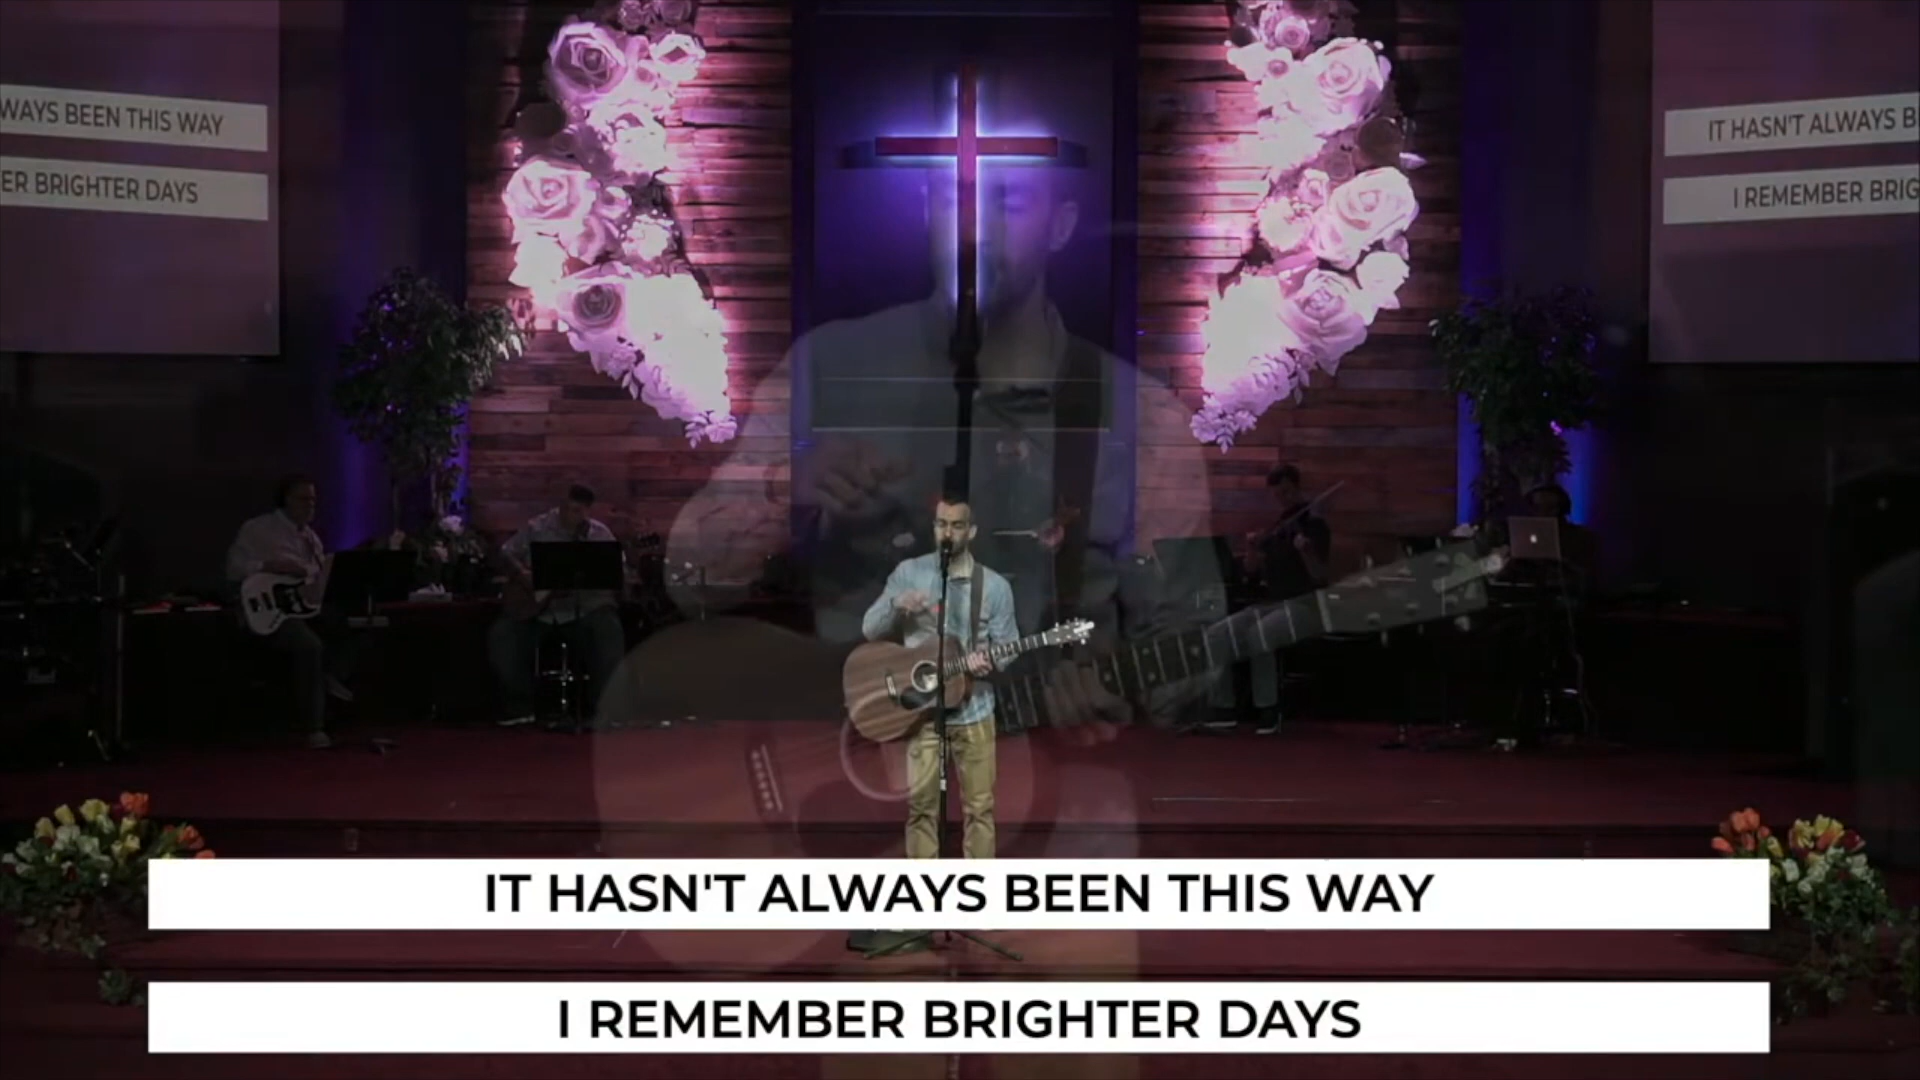 WAYS BEEN THIS WAY
ER BRIGHTER DAYS
IT HASN'T ALWAYS B
I REMEMBER BRIG
IT HASN'T ALWAYS BEEN THIS WAY
I REMEMBER BRIGHTER DAYS